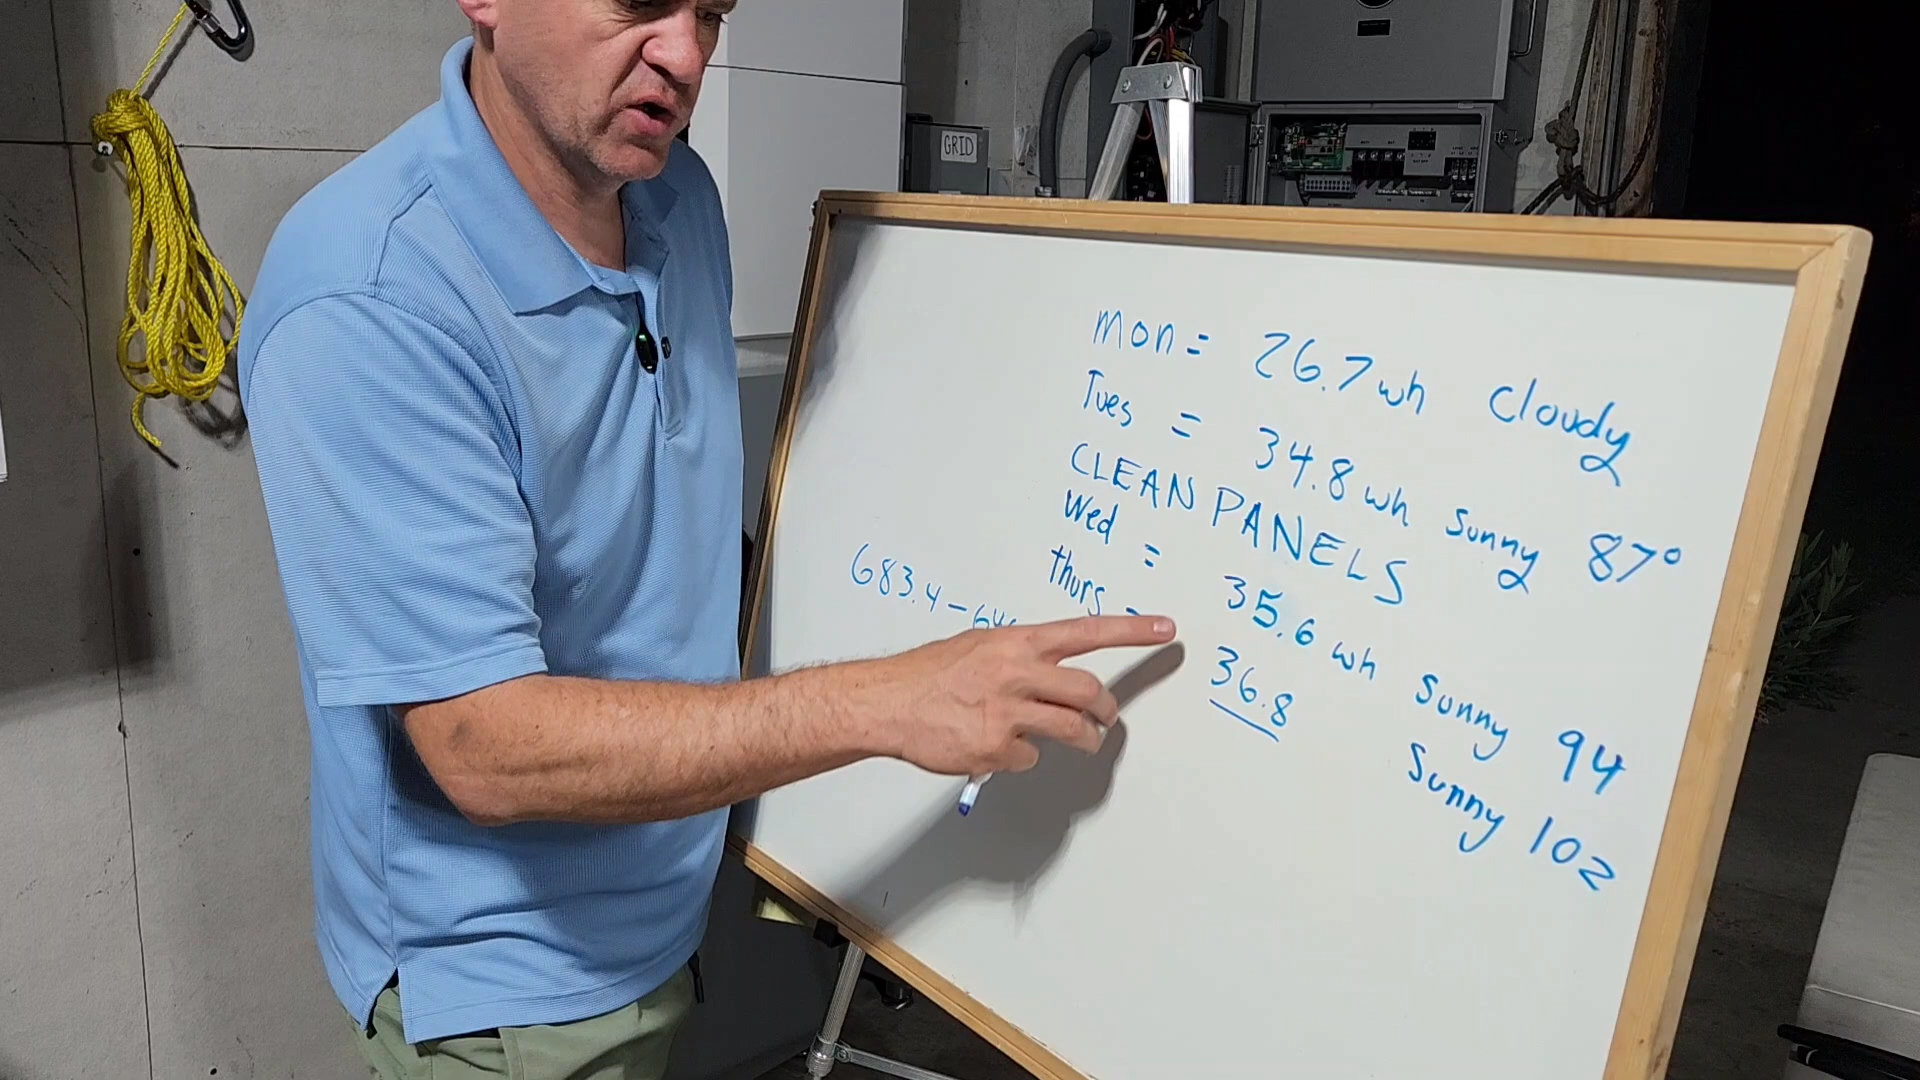 GRID
mon = 26.7 wh cloudy
Tues = 34.8 wh sunny 87°
CLEAN PANELS
Wed = 35.6 wh sunny 94
thurs = 36.8 sunny 102
683.4 -